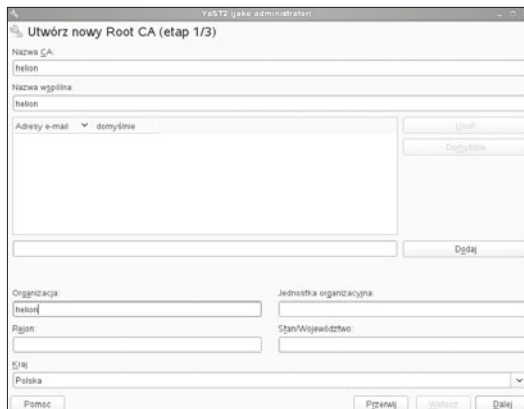 YaST2 (jako administrator)
Utwórz nowy Root CA (etap 1/3)
Nazwa CA:
helion
Nazwa wspólna:
helion
Adresy e-mail domyślnie
Usuń
Domyślnie
Dodaj
Organizacja: Jednostka organizacyjna:
helion
Rejon: Stan/Województwo:
Kraj
Polska
Pomoc Przerwij Wstecz Dalej